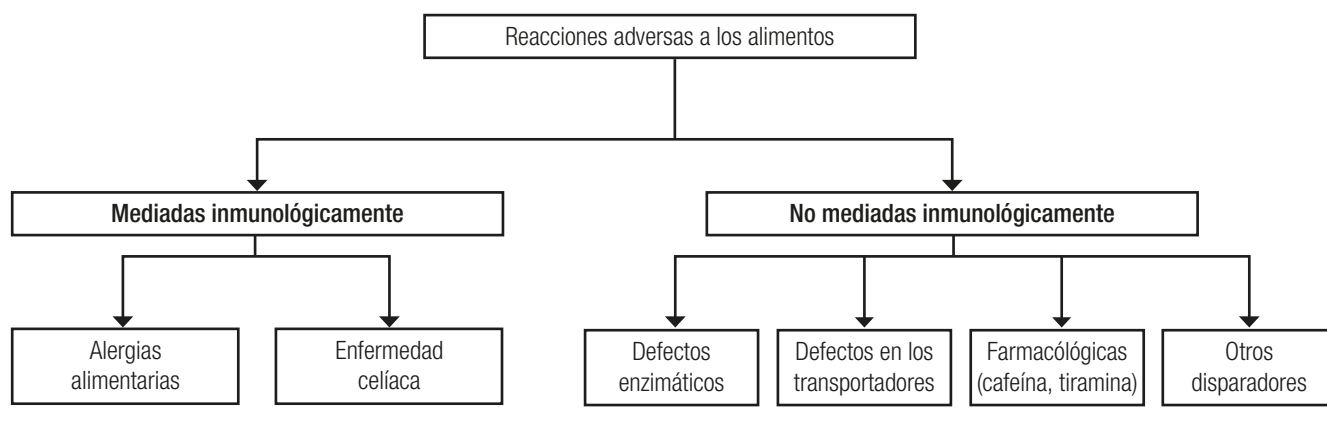 Reacciones adversas a los alimentos
Mediadas inmunológicamente
No mediadas inmunológicamente
Alergias
alimentarias
Enfermedad
celíaca
Defectos
enzimáticos
Defectos en los
transportadores
Farmacólógicas
(cafeína, tiramina)
Otros
disparadores